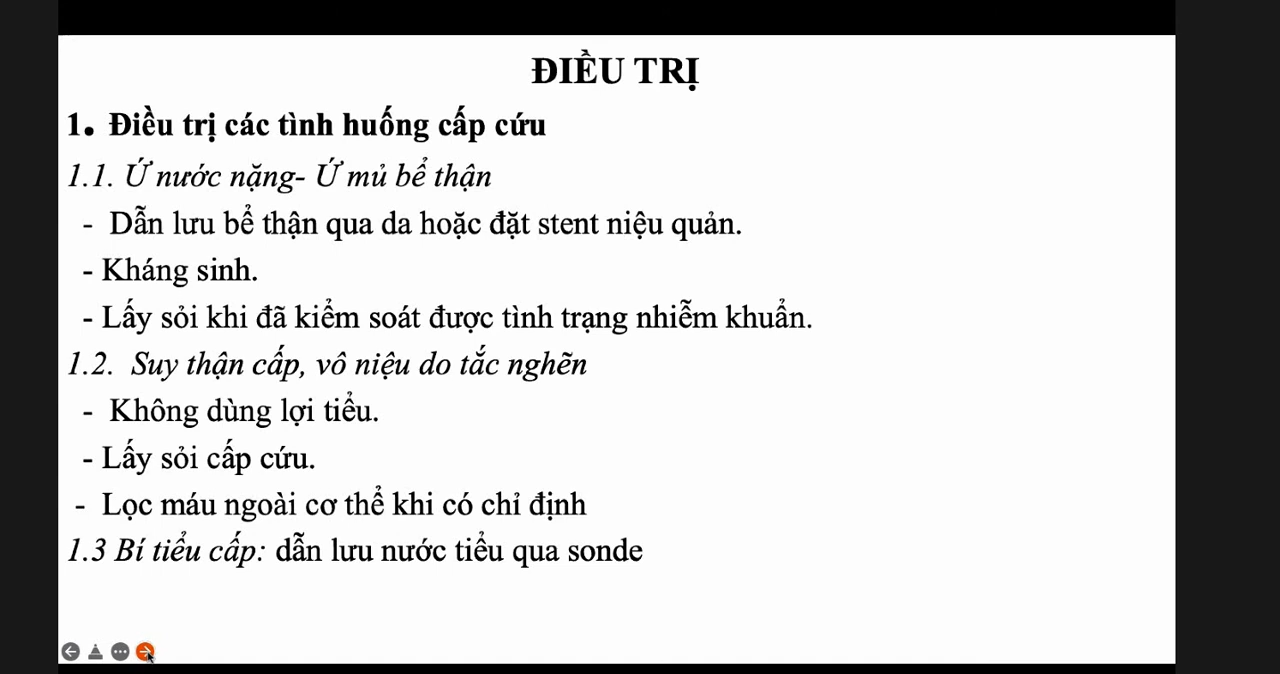 ĐIỀU TRỊ
1. Điều trị các tình huống cấp cứu
1.1. Ứ nước nặng- Ứ mủ bể thận
- Dẫn lưu bể thận qua da hoặc đặt stent niệu quản.
- Kháng sinh.
- Lấy sỏi khi đã kiểm soát được tình trạng nhiễm khuẩn.
1.2. Suy thận cấp, vô niệu do tắc nghẽn
- Không dùng lợi tiểu.
- Lấy sỏi cấp cứu.
- Lọc máu ngoài cơ thể khi có chỉ định
1.3 Bí tiểu cấp: dẫn lưu nước tiểu qua sonde